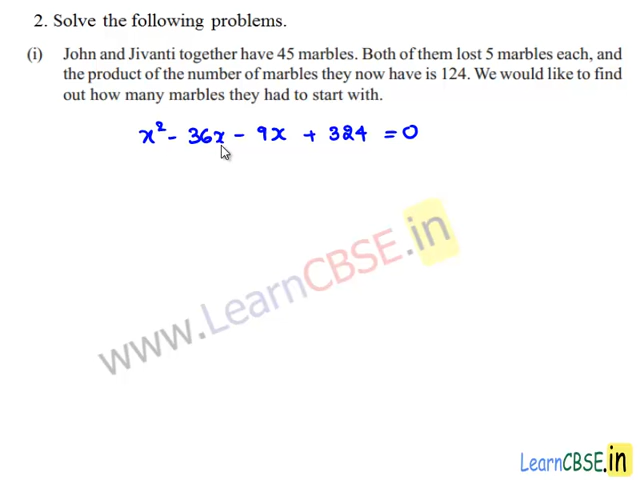 2. Solve the following problems.
(i) John and Jivanti together have 45 marbles. Both of them lost 5 marbles each, and
the product of the number of marbles they now have is 124. We would like to find
out how many marbles they had to start with.
x² - 36x - 9x + 324 = 0
www.LearnCBSE.in
LearnCBSE.in